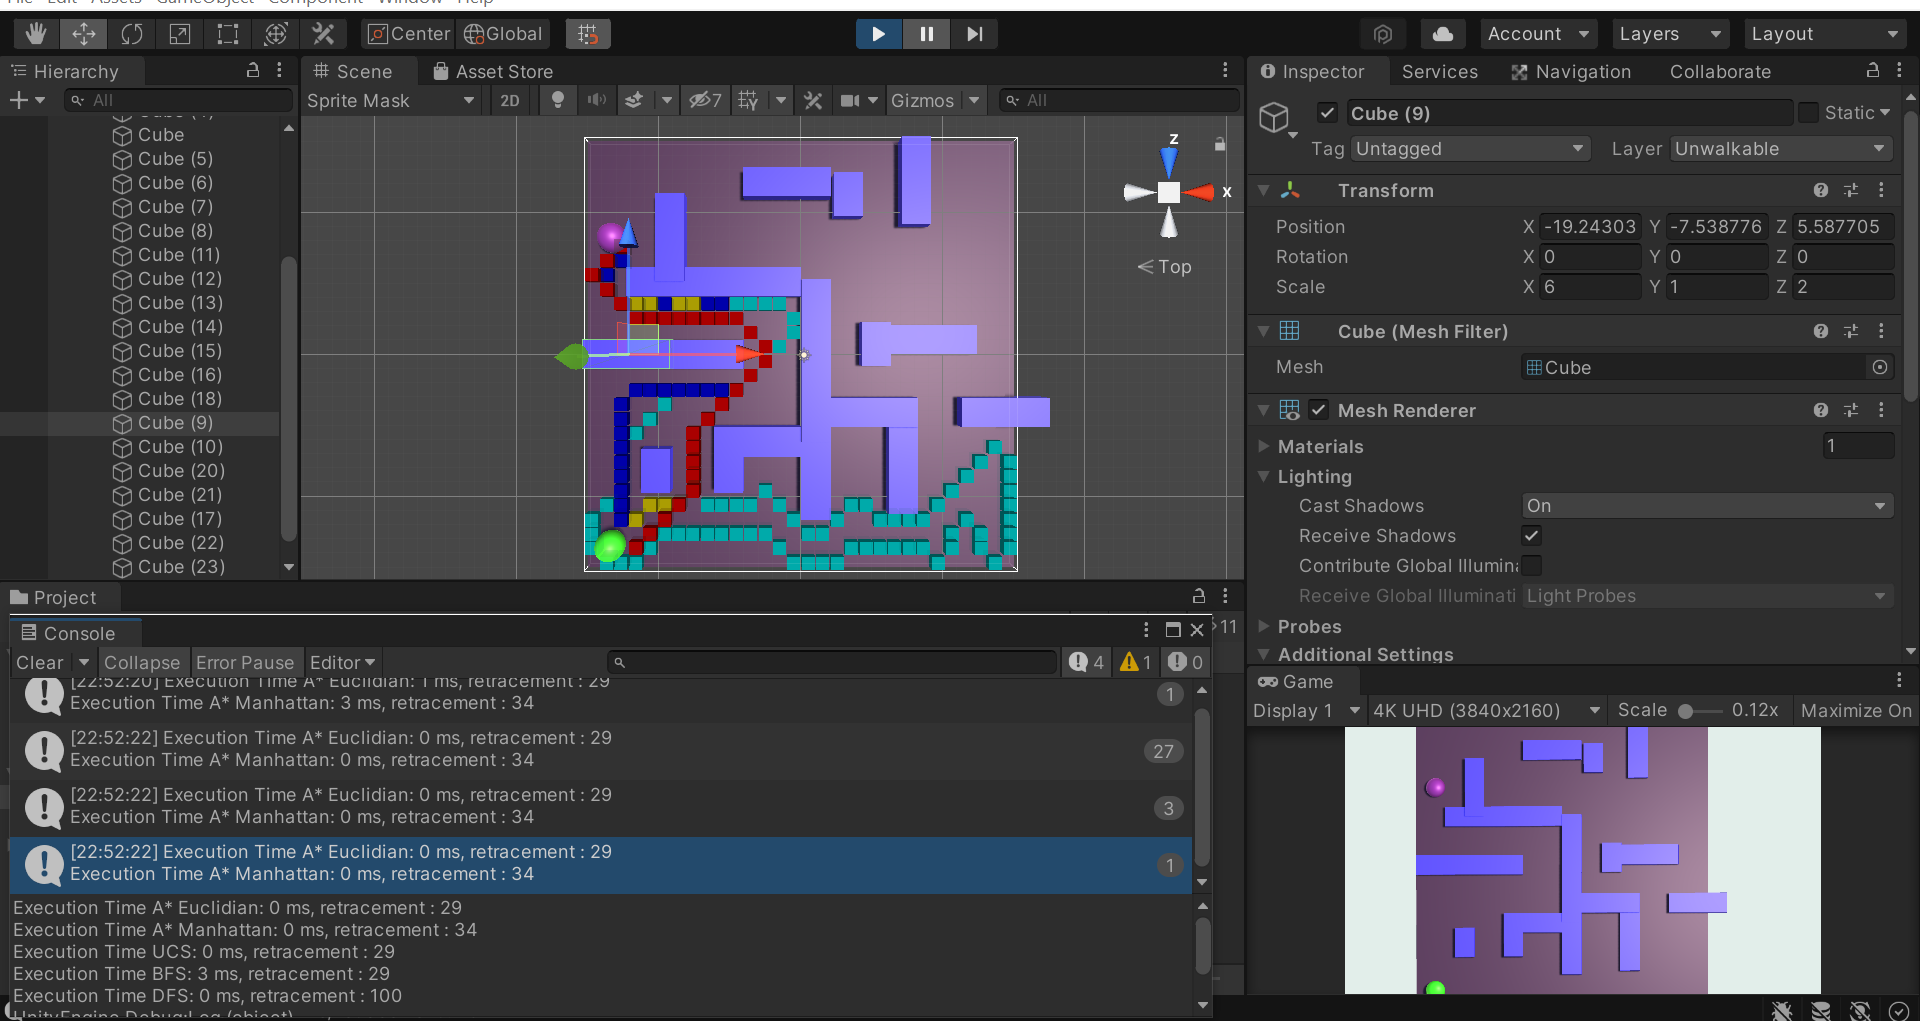 File Edit Assets GameObject Component Window Help
Center Global Account Layers Layout
Hierarchy
All
Cube
Cube (5)
Cube (6)
Cube (7)
Cube (8)
Cube (11)
Cube (12)
Cube (13)
Cube (14)
Cube (15)
Cube (16)
Cube (18)
Cube (9)
Cube (10)
Cube (20)
Cube (21)
Cube (17)
Cube (22)
Cube (23)
Scene Asset Store
Sprite Mask 2D 7 Gizmos All
z
x
Top
Inspector Services Navigation Collaborate
Cube (9) Static
Tag Untagged Layer Unwalkable
Transform
Position X -19.24303 Y -7.538776 Z 5.587705
Rotation X 0 Y 0 Z 0
Scale X 6 Y 1 Z 2
Cube (Mesh Filter)
Mesh Cube
Mesh Renderer
Materials 1
Lighting
Cast Shadows On
Receive Shadows
Contribute Global Illumin
Receive Global Illuminati Light Probes
Probes
Additional Settings
Project
11
Console
Clear Collapse Error Pause Editor 4 1 0
[22:52:20] Execution Time A* Euclidian: 1 ms, retracement : 29
Execution Time A* Manhattan: 3 ms, retracement : 34
1
[22:52:22] Execution Time A* Euclidian: 0 ms, retracement : 29
Execution Time A* Manhattan: 0 ms, retracement : 34
27
[22:52:22] Execution Time A* Euclidian: 0 ms, retracement : 29
Execution Time A* Manhattan: 0 ms, retracement : 34
3
[22:52:22] Execution Time A* Euclidian: 0 ms, retracement : 29
Execution Time A* Manhattan: 0 ms, retracement : 34
1
Execution Time A* Euclidian: 0 ms, retracement : 29
Execution Time A* Manhattan: 0 ms, retracement : 34
Execution Time UCS: 0 ms, retracement : 29
Execution Time BFS: 3 ms, retracement : 29
Execution Time DFS: 0 ms, retracement : 100
UnityEngine.Debug:Log (object)
Game
Display 1 4K UHD (3840x2160) Scale 0.12x Maximize On